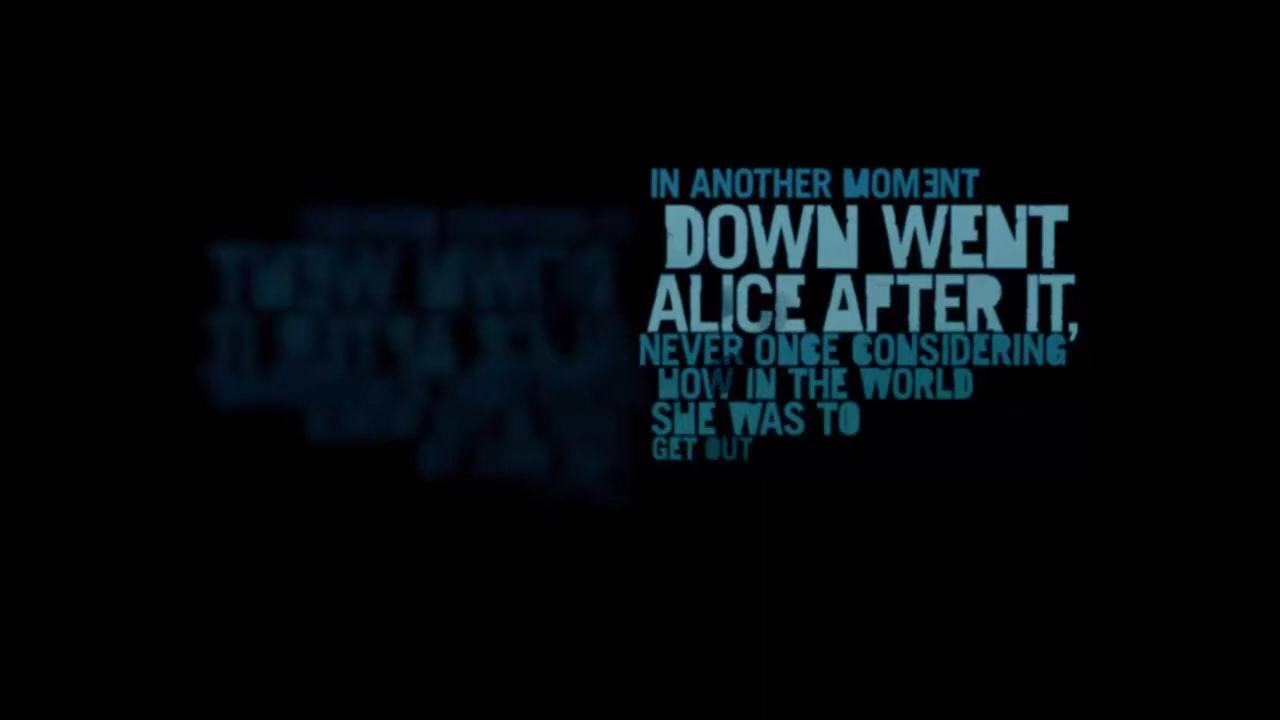 IN ANOTHER MOMENT
DOWN WENT
ALICE AFTER IT,
NEVER ONCE CONSIDERING
HOW IN THE WORLD
SHE WAS TO
GET OUT